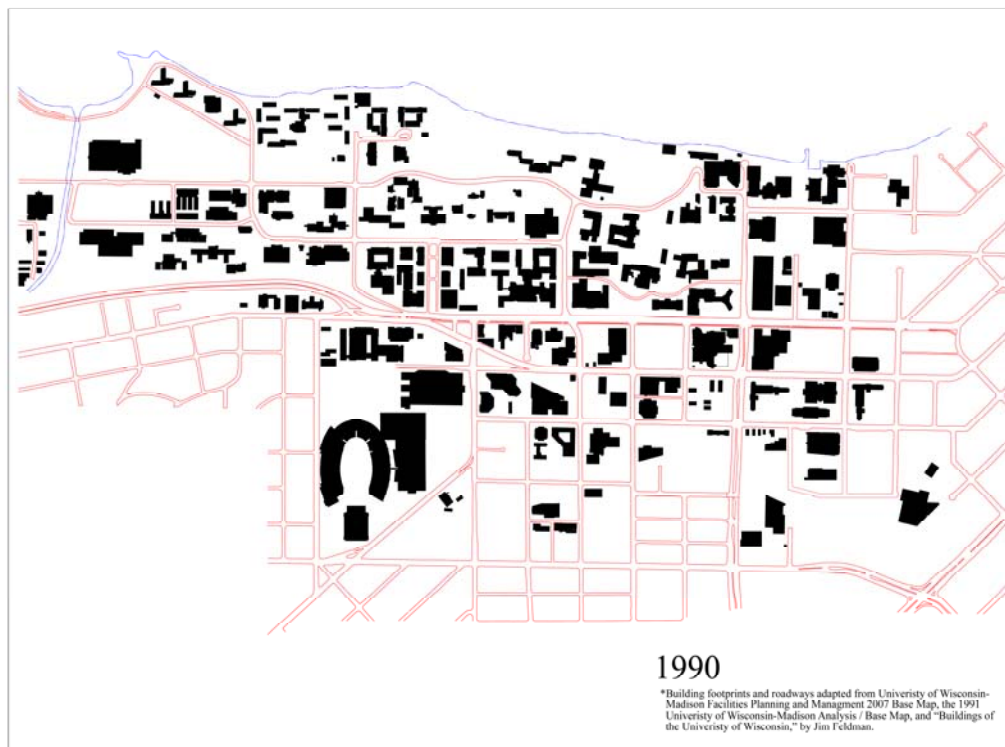 1990
*Building footprints and roadways adapted from Univeristy of Wisconsin-
Madison Facilities Planning and Managment 2007 Base Map, the 1991
Univeristy of Wisconsin-Madison Analysis / Base Map, and “Buildings of
the Univeristy of Wisconsin,” by Jim Feldman.